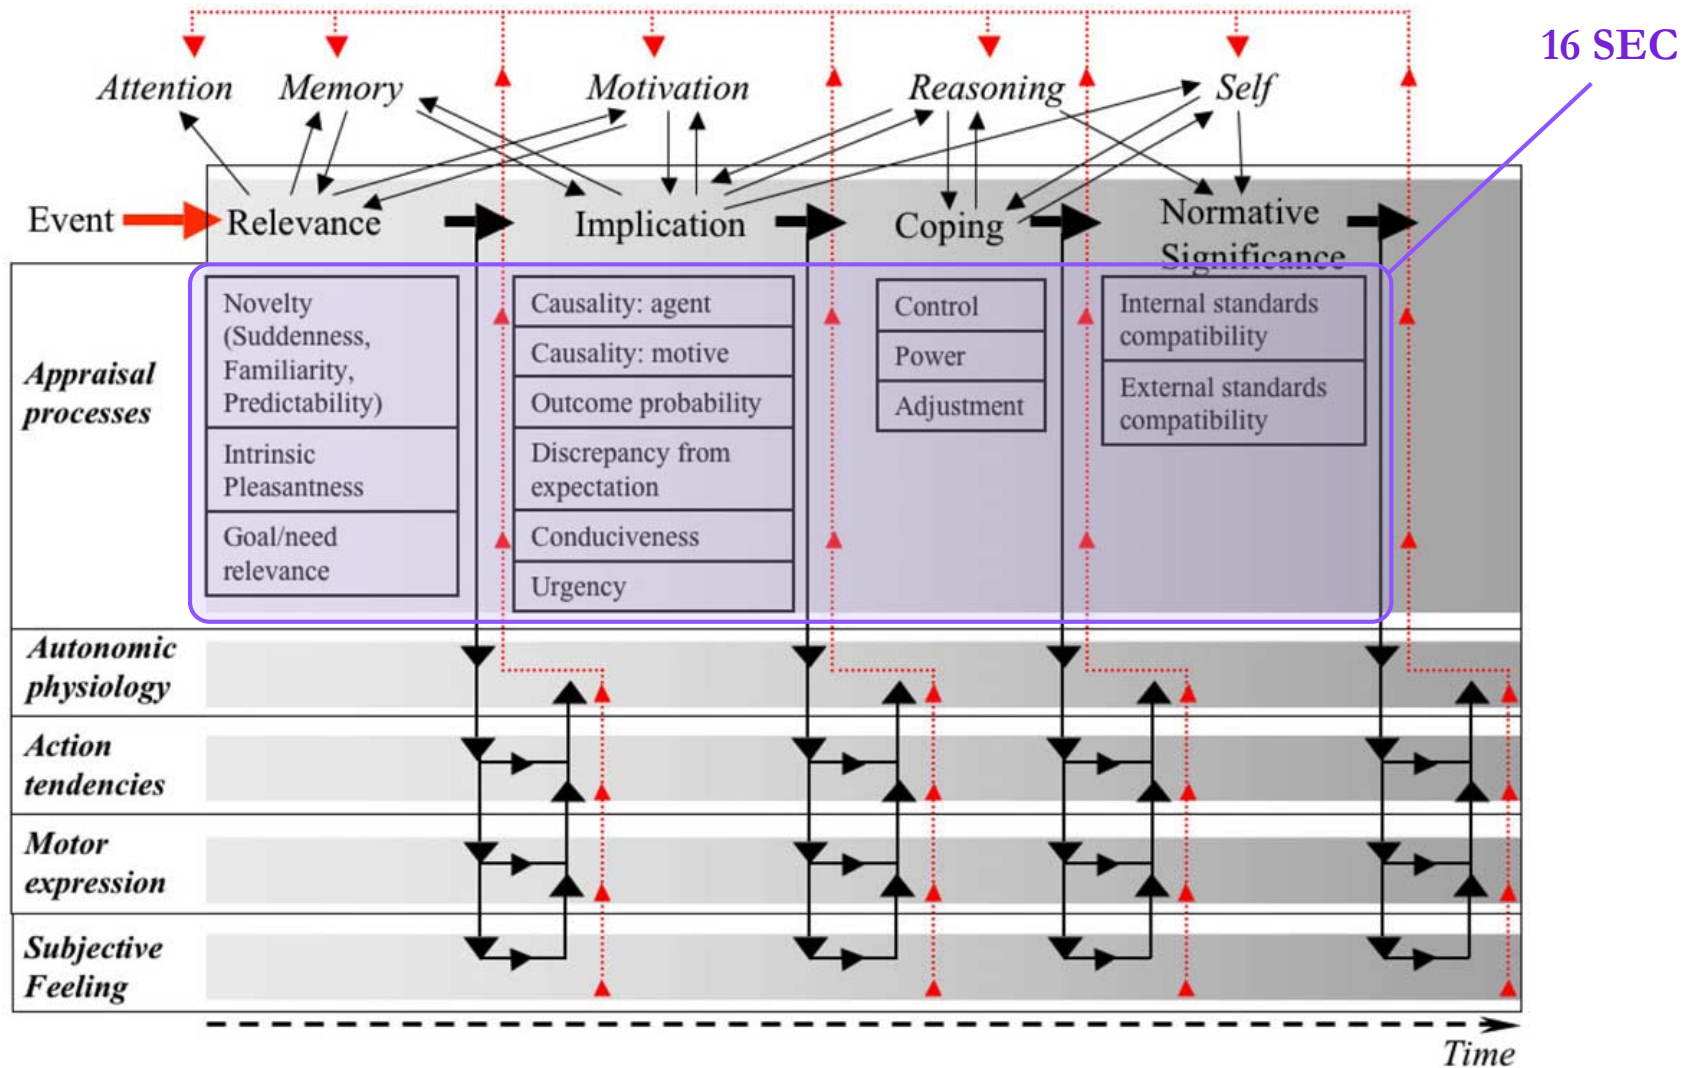 16 SEC
Attention
Memory
Motivation
Reasoning
Self
Event
Relevance
Implication
Coping
Normative
Significance
Appraisal
processes
Novelty
(Suddenness,
Familiarity,
Predictability)
Intrinsic
Pleasantness
Goal/need
relevance
Causality: agent
Causality: motive
Outcome probability
Discrepancy from
expectation
Conduciveness
Urgency
Control
Power
Adjustment
Internal standards
compatibility
External standards
compatibility
Autonomic
physiology
Action
tendencies
Motor
expression
Subjective
Feeling
Time